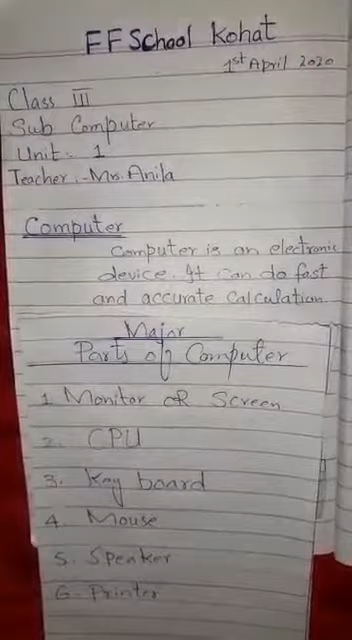 FF School Kohat
1st April 2020
Class III
Sub Computer
Unit - 1
Teacher - Mrs. Anila
Computer
Computer is an electronic
device. It can do fast
and accurate calculation
Major
Parts of Computer
1 Monitor OR Screen
2. CPU
3. Key board
4. Mouse
5. Speaker
6. Printer